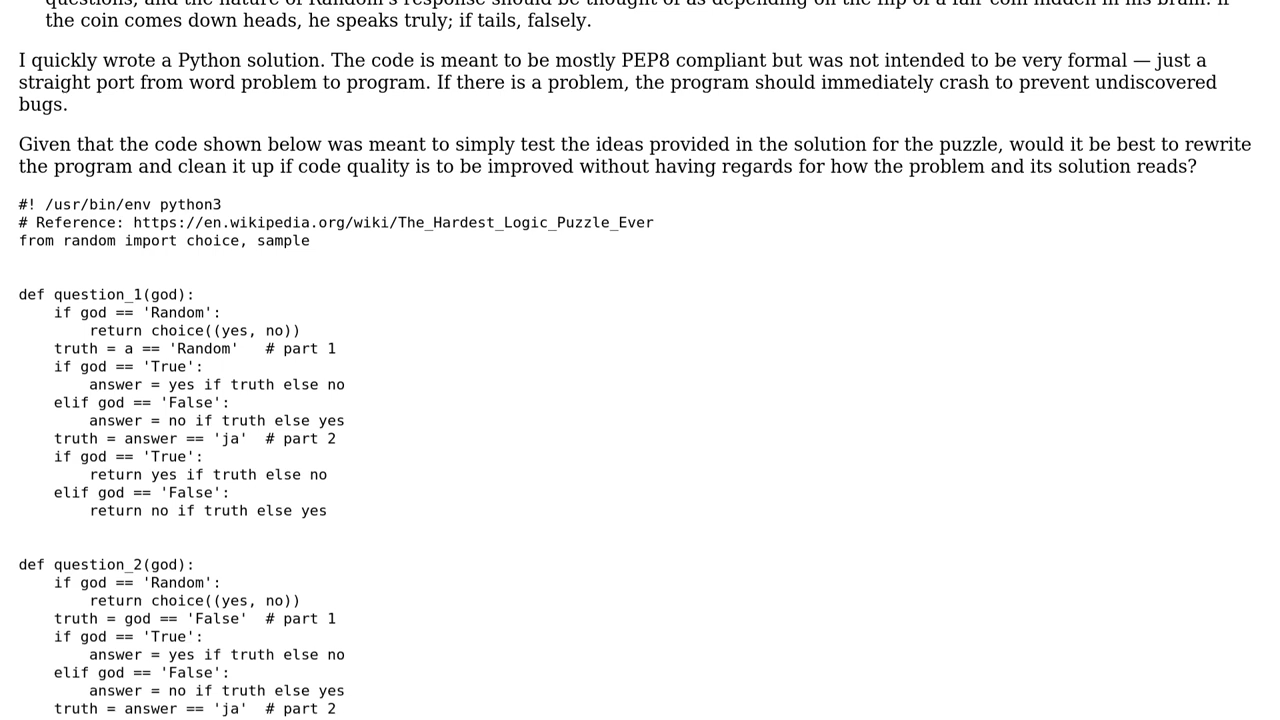 the coin comes down heads, he speaks truly; if tails, falsely.
I quickly wrote a Python solution. The code is meant to be mostly PEP8 compliant but was not intended to be very formal — just a
straight port from word problem to program. If there is a problem, the program should immediately crash to prevent undiscovered
bugs.
Given that the code shown below was meant to simply test the ideas provided in the solution for the puzzle, would it be best to rewrite
the program and clean it up if code quality is to be improved without having regards for how the problem and its solution reads?
#! /usr/bin/env python3
# Reference: https://en.wikipedia.org/wiki/The_Hardest_Logic_Puzzle_Ever
from random import choice, sample
def question_1(god):
    if god == 'Random':
        return choice((yes, no))
    truth = a == 'Random'   # part 1
    if god == 'True':
        answer = yes if truth else no
    elif god == 'False':
        answer = no if truth else yes
    truth = answer == 'ja'  # part 2
    if god == 'True':
        return yes if truth else no
    elif god == 'False':
        return no if truth else yes
def question_2(god):
    if god == 'Random':
        return choice((yes, no))
    truth = god == 'False'  # part 1
    if god == 'True':
        answer = yes if truth else no
    elif god == 'False':
        answer = no if truth else yes
    truth = answer == 'ja'  # part 2